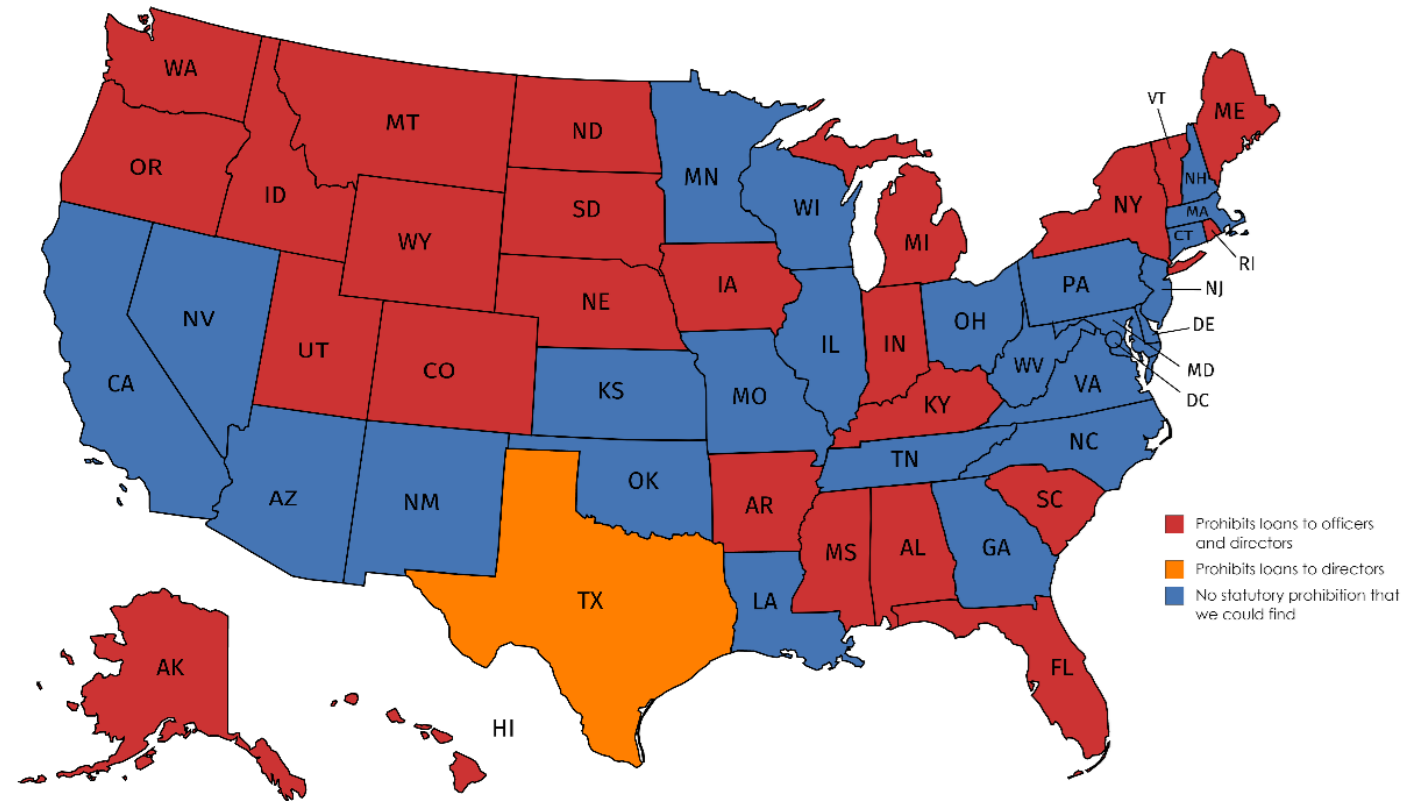 WA
MT
ND
MN
VT
ME
OR
ID
SD
WI
NH
NY
MA
WY
MI
CT
RI
IA
NE
PA
NJ
NV
UT
CO
IL
IN
OH
DE
WV
MD
CA
KS
MO
VA
DC
KY
NC
TN
AZ
NM
OK
AR
SC
MS
AL
GA
Prohibits loans to officers
and directors
Prohibits loans to directors
No statutory prohibition that
we could find
TX
LA
AK
FL
HI